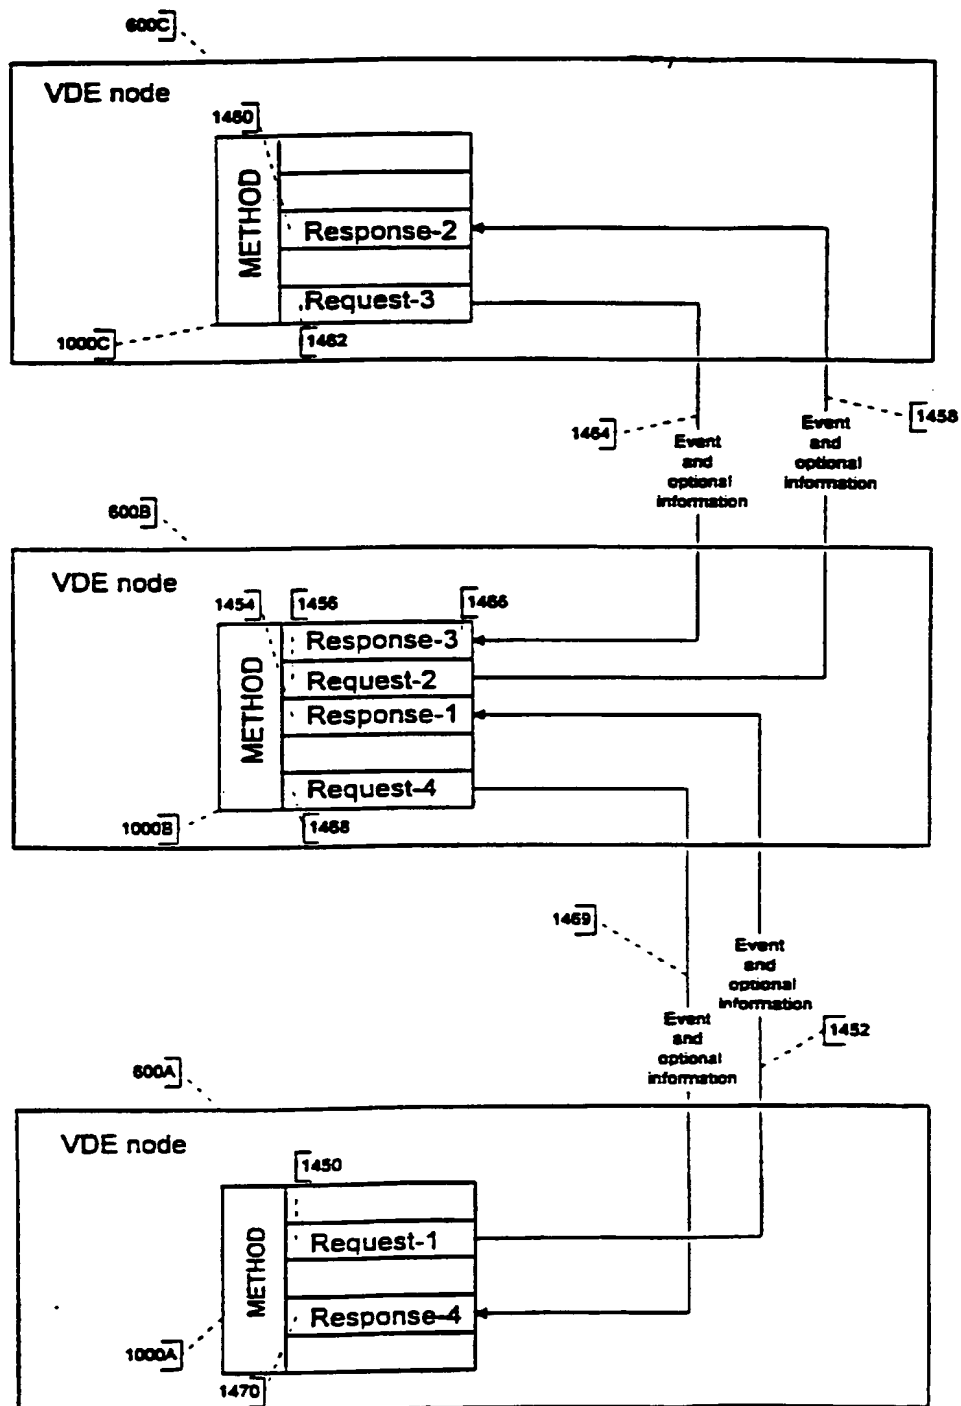 600C
VDE node
1460
METHOD
Response-2
Request-3
1000C
1462
1464
Event
and
optional
information
Event
and
optional
information
1458
600B
VDE node
1454
1456
1466
METHOD
Response-3
Request-2
Response-1
Request-4
1000B
1468
1469
Event
and
optional
information
Event
and
optional
information
1452
600A
VDE node
1450
METHOD
Request-1
Response-4
1000A
1470